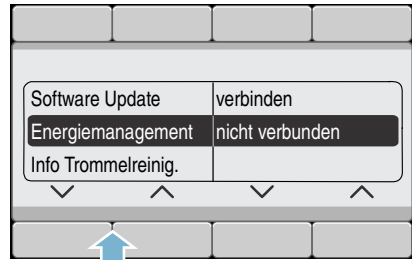 Software Update verbinden
Energiemanagement nicht verbunden
Info Trommelreinig.